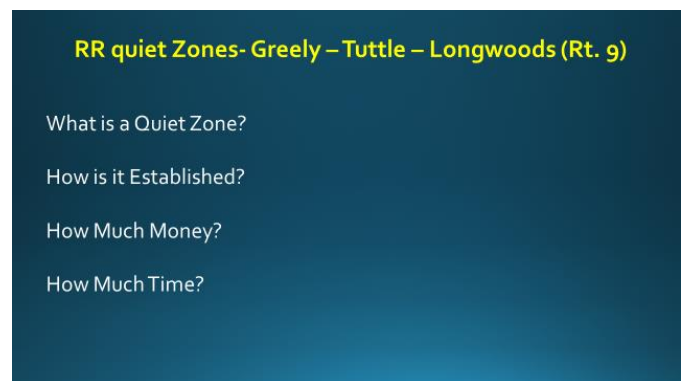 RR quiet Zones- Greely – Tuttle – Longwoods (Rt. 9)
What is a Quiet Zone?
How is it Established?
How Much Money?
How Much Time?